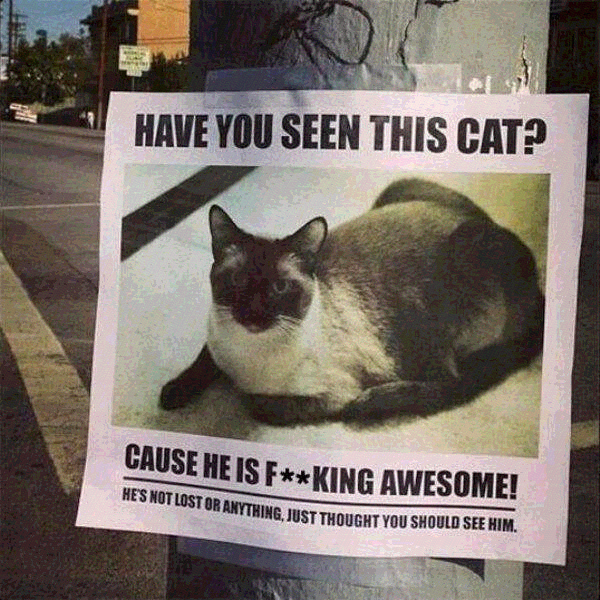 HAVE YOU SEEN THIS CAT?
CAUSE HE IS F**KING AWESOME!
HE'S NOT LOST OR ANYTHING, JUST THOUGHT YOU SHOULD SEE HIM.